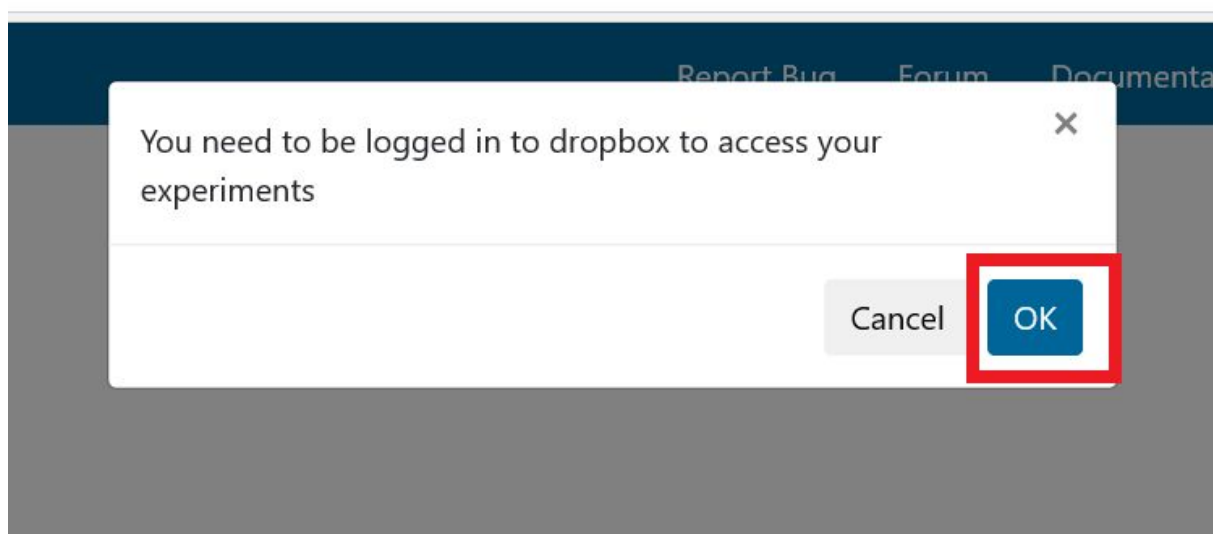 Report Bug Forum Documenta
You need to be logged in to dropbox to access your
experiments
Cancel OK